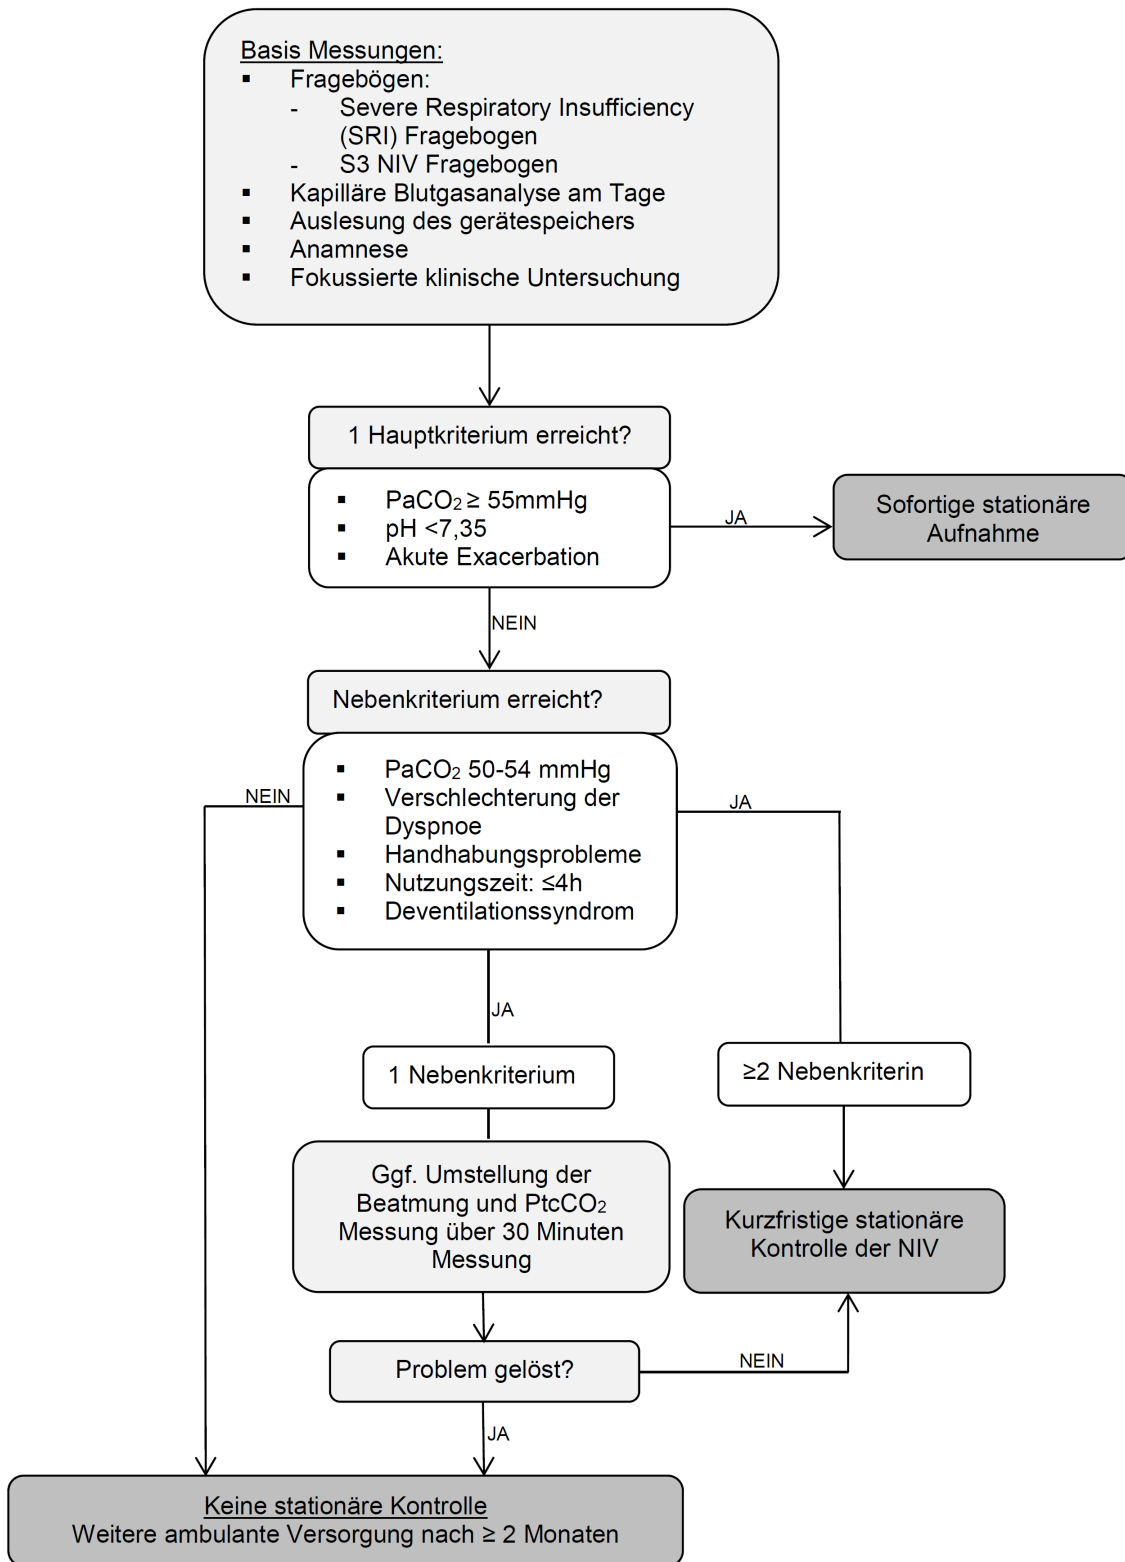 Basis Messungen:
▪ Fragebögen:
- Severe Respiratory Insufficiency
(SRI) Fragebogen
- S3 NIV Fragebogen
▪ Kapilläre Blutgasanalyse am Tage
▪ Auslesung des gerätespeichers
▪ Anamnese
▪ Fokussierte klinische Untersuchung
1 Hauptkriterium erreicht?
▪ PaCO₂ ≥ 55mmHg
▪ pH <7,35
▪ Akute Exacerbation
JA
Sofortige stationäre
Aufnahme
NEIN
Nebenkriterium erreicht?
▪ PaCO₂ 50-54 mmHg
▪ Verschlechterung der
Dyspnoe
▪ Handhabungsprobleme
▪ Nutzungszeit: ≤4h
▪ Deventilationssyndrom
NEIN
JA
JA
1 Nebenkriterium
≥2 Nebenkriterin
Ggf. Umstellung der
Beatmung und PtcCO₂
Messung über 30 Minuten
Messung
Kurzfristige stationäre
Kontrolle der NIV
Problem gelöst?
NEIN
JA
Keine stationäre Kontrolle
Weitere ambulante Versorgung nach ≥ 2 Monaten